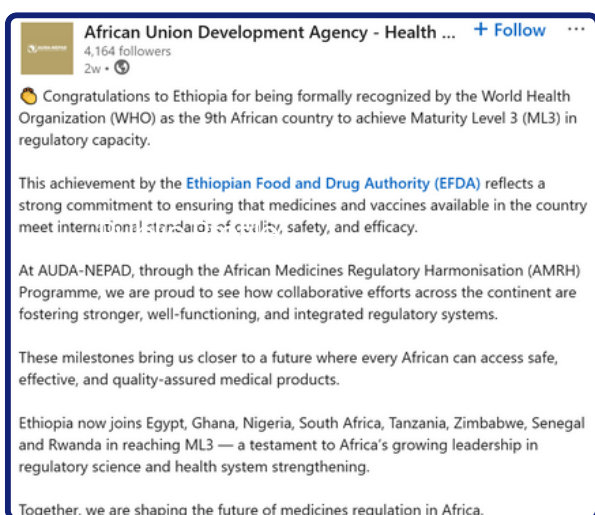 African Union Development Agency - Health ...
+ Follow
...
4,164 followers
2w •
Congratulations to Ethiopia for being formally recognized by the World Health
Organization (WHO) as the 9th African country to achieve Maturity Level 3 (ML3) in
regulatory capacity.
This achievement by the Ethiopian Food and Drug Authority (EFDA) reflects a
strong commitment to ensuring that medicines and vaccines available in the country
meet international standards of quality, safety, and efficacy.
At AUDA-NEPAD, through the African Medicines Regulatory Harmonisation (AMRH)
Programme, we are proud to see how collaborative efforts across the continent are
fostering stronger, well-functioning, and integrated regulatory systems.
These milestones bring us closer to a future where every African can access safe,
effective, and quality-assured medical products.
Ethiopia now joins Egypt, Ghana, Nigeria, South Africa, Tanzania, Zimbabwe, Senegal
and Rwanda in reaching ML3 — a testament to Africa's growing leadership in
regulatory science and health system strengthening.
Together, we are shaping the future of medicines regulation in Africa.